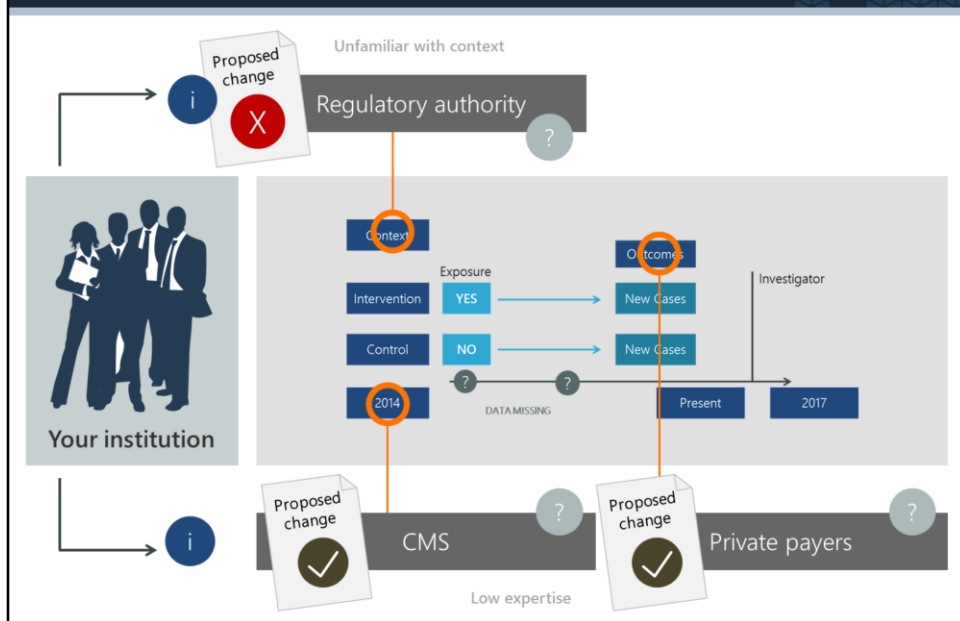 Unfamiliar with context
Proposed
change
i
X
Regulatory authority
?
Context
Outcomes
Exposure
Investigator
Intervention
YES
New Cases
Control
NO
New Cases
?
?
2014
DATA MISSING
Present
2017
Your institution
Proposed
change
?
Proposed
change
?
i
CMS
Private payers
Low expertise